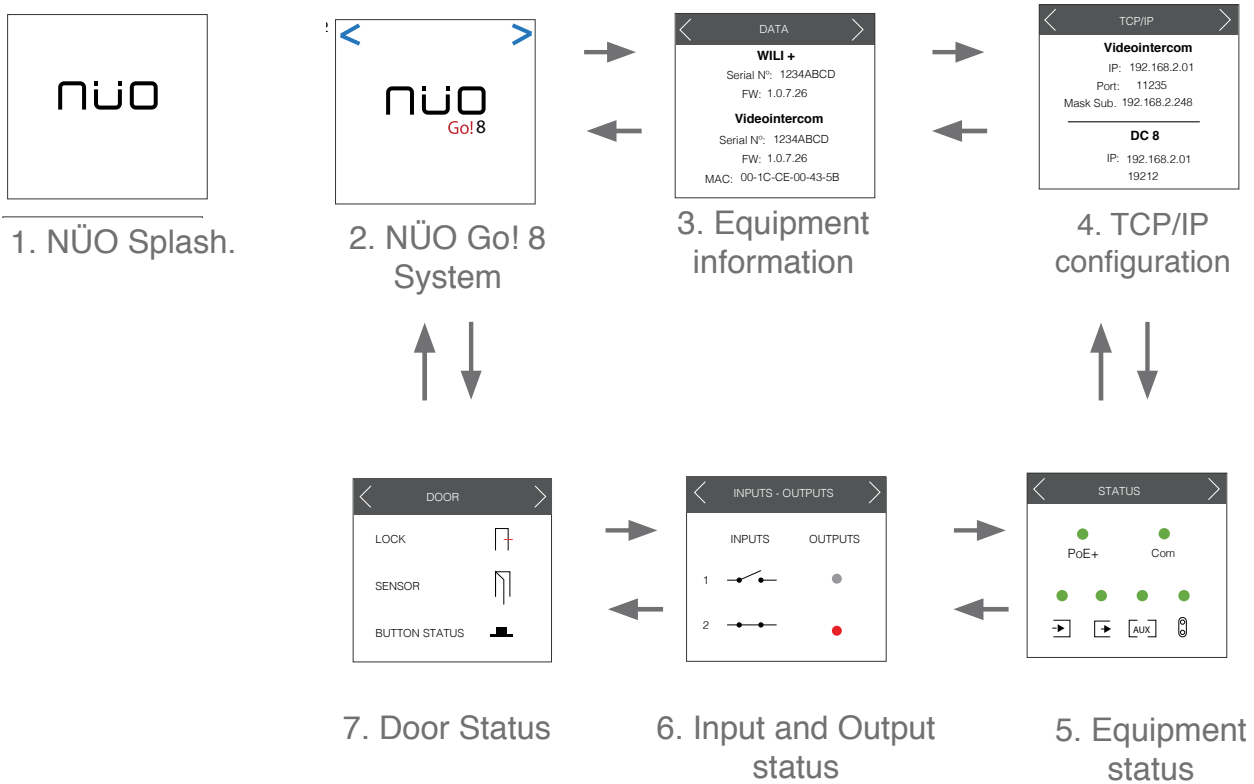 nüo
1. NÜO Splash.
< >
nüo
Go! 8
2. NÜO Go! 8
System
DATA
WILI +
Serial Nº: 1234ABCD
FW: 1.0.7.26
Videointercom
Serial Nº: 1234ABCD
FW: 1.0.7.26
MAC: 00-1C-CE-00-43-5B
3. Equipment
information
TCP/IP
Videointercom
IP: 192.168.2.01
Port: 11235
Mask Sub. 192.168.2.248
DC 8
IP: 192.168.2.01
19212
4. TCP/IP
configuration
DOOR
LOCK
SENSOR
BUTTON STATUS
7. Door Status
INPUTS - OUTPUTS
INPUTS OUTPUTS
1
2
6. Input and Output
status
STATUS
PoE+ Com
AUX
5. Equipment
status